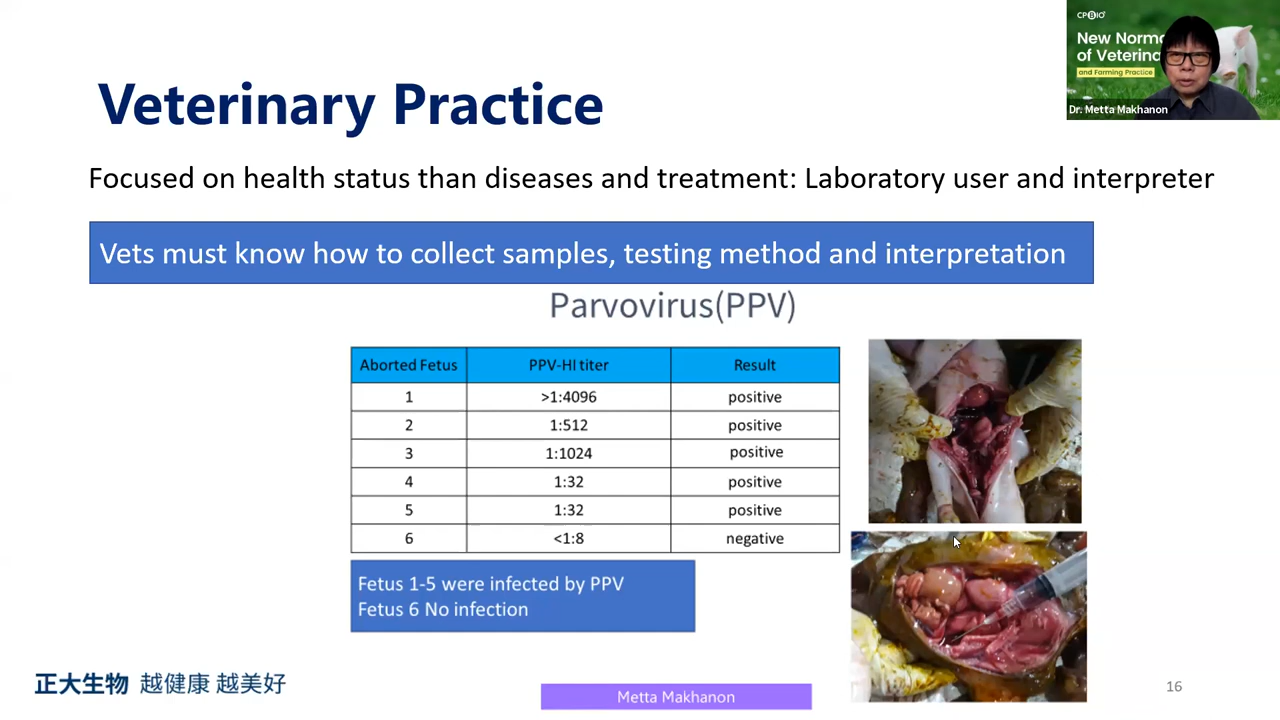 CPBIO
New Norm
of Veterin
and Farming Practice
Dr. Metta Makhanon
Veterinary Practice
Focused on health status than diseases and treatment: Laboratory user and interpreter
Vets must know how to collect samples, testing method and interpretation
Parvovirus(PPV)
Aborted Fetus PPV-HI titer Result
1 >1:4096 positive
2 1:512 positive
3 1:1024 positive
4 1:32 positive
5 1:32 positive
6 <1:8 negative
Fetus 1-5 were infected by PPV
Fetus 6 No infection
正大生物 越健康 越美好
Metta Makhanon
16